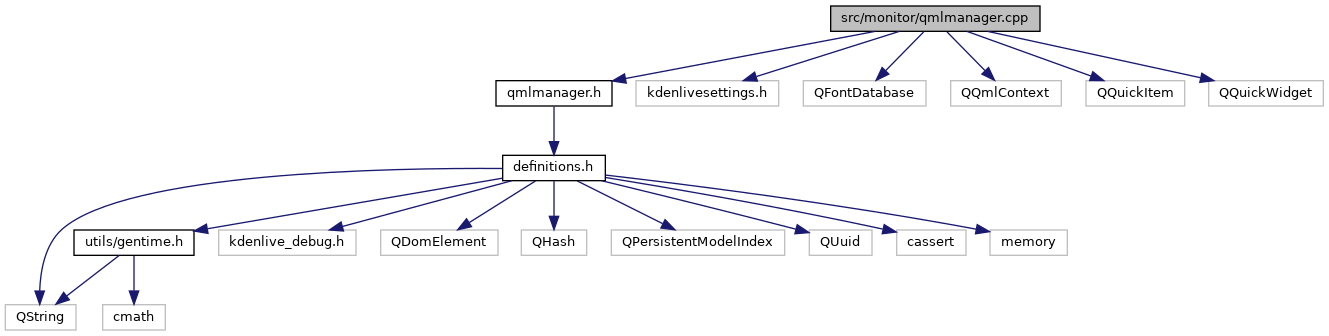 src/monitor/qmlmanager.cpp
qmlmanager.h
kdenlivesettings.h
QFontDatabase
QQmlContext
QQuickItem
QQuickWidget
definitions.h
utils/gentime.h
kdenlive_debug.h
QDomElement
QHash
QPersistentModelIndex
QUuid
cassert
memory
QString
cmath